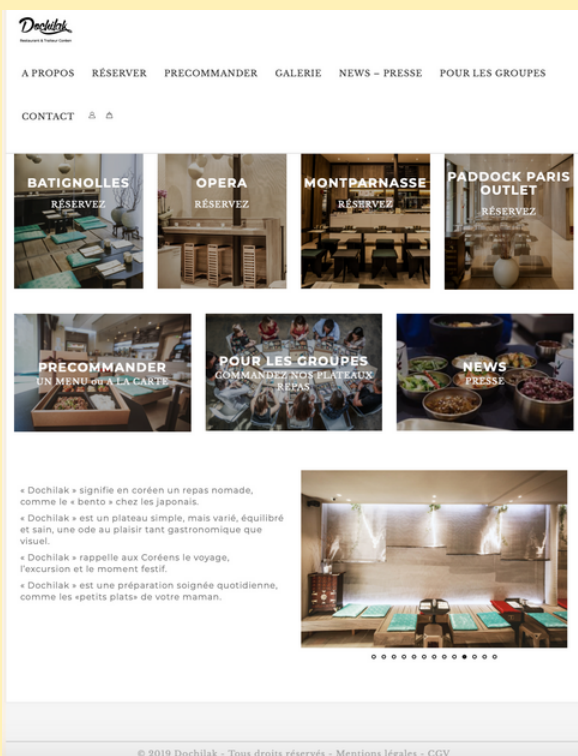 Dochilak
Restaurant & Traiteur Coréen
A PROPOS RÉSERVER PRECOMMANDER GALERIE NEWS – PRESSE POUR LES GROUPES
CONTACT
BATIGNOLLES
RÉSERVEZ
OPERA
RÉSERVEZ
MONTPARNASSE
RÉSERVEZ
PADDOCK PARIS
OUTLET
RÉSERVEZ
PRECOMMANDER
UN MENU ou A LA CARTE
POUR LES GROUPES
COMMANDEZ NOS PLATEAUX
REPAS
NEWS
PRESSE
« Dochilak » signifie en coréen un repas nomade,
comme le « bento » chez les japonais.
« Dochilak » est un plateau simple, mais varié, équilibré
et sain, une ode au plaisir tant gastronomique que
visuel.
« Dochilak » rappelle aux Coréens le voyage,
l'excursion et le moment festif.
« Dochilak » est une préparation soignée quotidienne,
comme les «petits plats» de votre maman.
© 2019 Dochilak - Tous droits réservés - Mentions légales - CGV